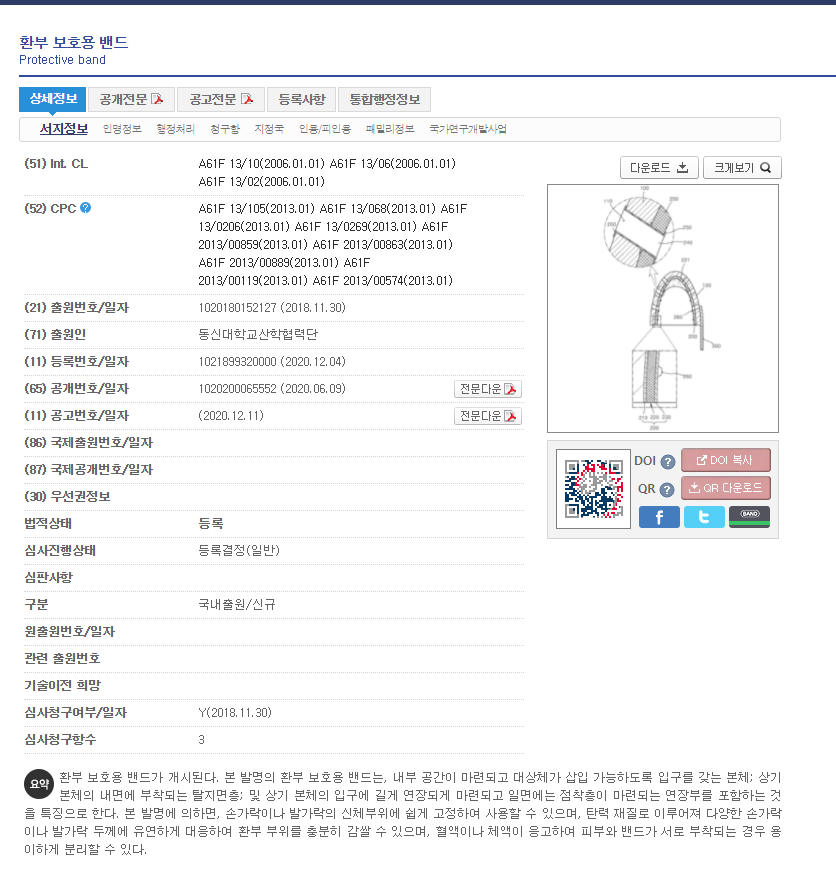 환부 보호용 밴드
Protective band
상세정보 공개전문 공고전문 등록사항 통합행정정보
서지정보 인명정보 행정처리 청구항 지정국 인용/피인용 패밀리정보 국가연구개발사업
(51) Int. CL A61F 13/10(2006.01.01) A61F 13/06(2006.01.01)
A61F 13/02(2006.01.01)
다운로드 크게보기
(52) CPC A61F 13/105(2013.01) A61F 13/068(2013.01) A61F
13/0206(2013.01) A61F 13/0269(2013.01) A61F
2013/00859(2013.01) A61F 2013/00863(2013.01)
A61F 2013/00889(2013.01) A61F
2013/00119(2013.01) A61F 2013/00574(2013.01)
(21) 출원번호/일자 1020180152127 (2018.11.30)
(71) 출원인 동신대학교산학협력단
(11) 등록번호/일자 1021899320000 (2020.12.04)
(65) 공개번호/일자 1020200065552 (2020.06.09) 전문다운
(11) 공고번호/일자 (2020.12.11) 전문다운
(86) 국제출원번호/일자
(87) 국제공개번호/일자
(30) 우선권정보
법적상태 등록
심사진행상태 등록결정(일반)
심판사항
구분 국내출원/신규
원출원번호/일자
관련 출원번호
기술이전 희망
심사청구여부/일자 Y(2018.11.30)
심사청구항수 3
DOI DOI 복사
QR QR 다운로드
BAND
요약 환부 보호용 밴드가 개시된다. 본 발명의 환부 보호용 밴드는, 내부 공간이 마련되고 대상체가 삽입 가능하도록 입구를 갖는 본체; 상기
본체의 내면에 부착되는 탈지면층; 및 상기 본체의 입구에 길게 연장되게 마련되고 일면에는 점착층이 마련되는 연장부를 포함하는 것
을 특징으로 한다. 본 발명에 의하면, 손가락이나 발가락의 신체부위에 쉽게 고정하여 사용할 수 있으며, 탄력 재질로 이루어져 다양한 손가락
이나 발가락 두께에 유연하게 대응하여 환부 부위를 충분히 감쌀 수 있으며, 혈액이나 체액이 응고하여 피부와 밴드가 서로 부착되는 경우 용
이하게 분리할 수 있다.